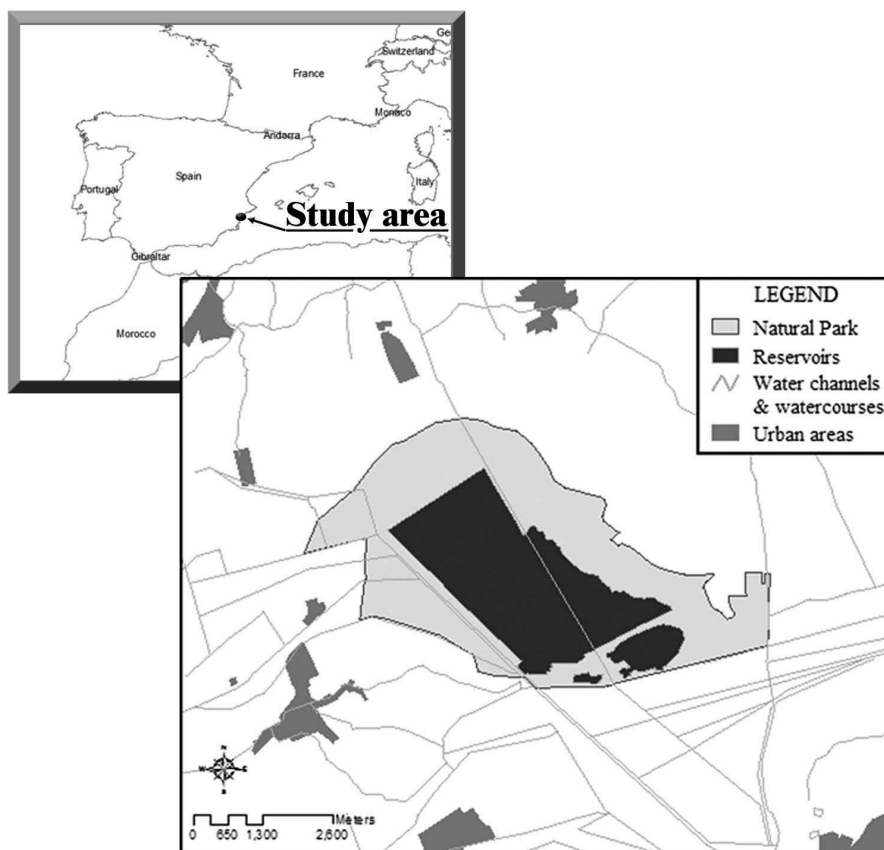 Ge
Switzerland
France
Monaco
Andorra
Spain
Portugal
Italy
Study area
Gibraltar
Morocco
LEGEND
Natural Park
Reservoirs
Water channels
& watercourses
Urban areas
N
W E
S
Meters
0 650 1,300 2,600